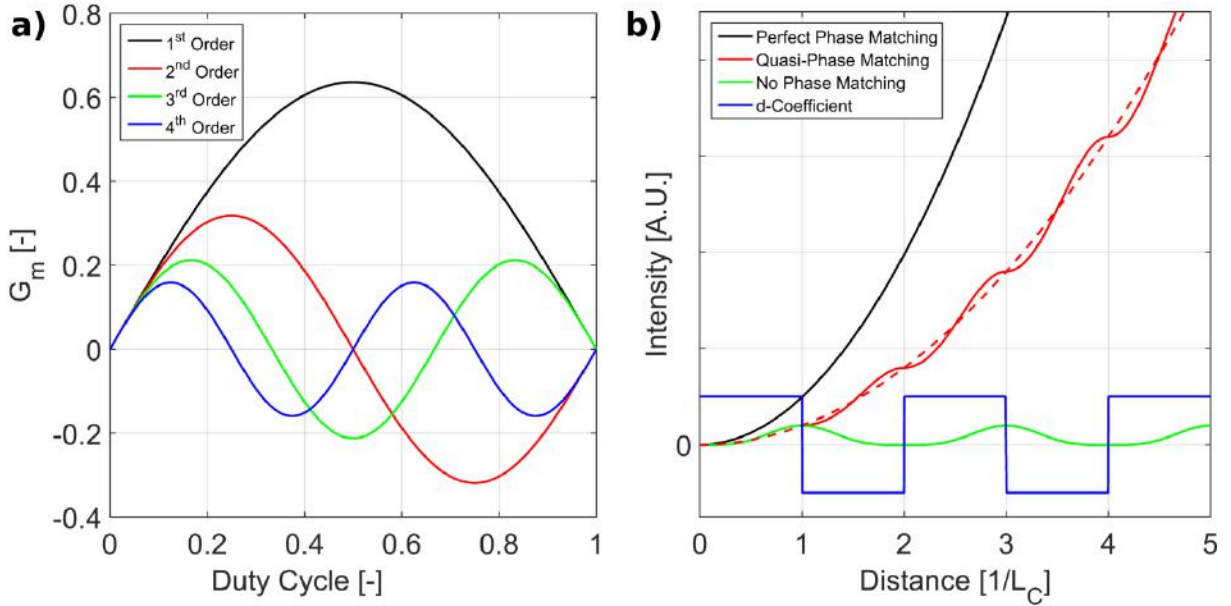 a)
0.8
0.6
0.4
0.2
0
-0.2
-0.4
G_m [-]
1st Order
2nd Order
3rd Order
4th Order
0 0.2 0.4 0.6 0.8 1
Duty Cycle [-]
b)
Intensity [A.U.]
0
Perfect Phase Matching
Quasi-Phase Matching
No Phase Matching
d-Coefficient
0 1 2 3 4 5
Distance [1/L_C]